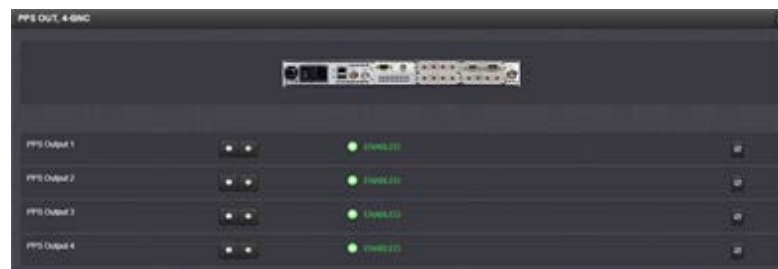 PPS OUT, 4-BNC
PPS Output 1
ENABLED
PPS Output 2
ENABLED
PPS Output 3
ENABLED
PPS Output 4
ENABLED